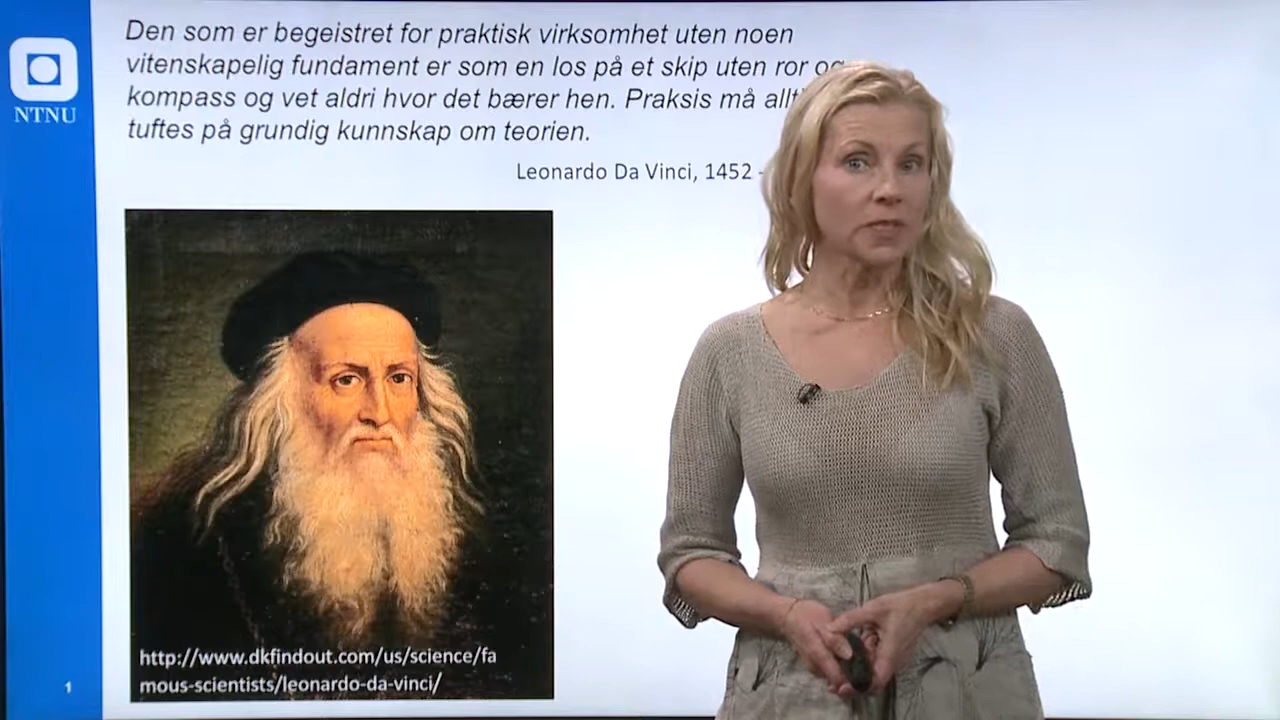 Den som er begeistret for praktisk virksomhet uten noen
vitenskapelig fundament er som en los på et skip uten ror og
kompass og vet aldri hvor det bærer hen. Praksis må
tuftes på grundig kunnskap om teorien.
Leonardo Da Vinci, 1452 -
NTNU
http://www.dkfindout.com/us/science/fa
mous-scientists/leonardo-da-vinci/
1